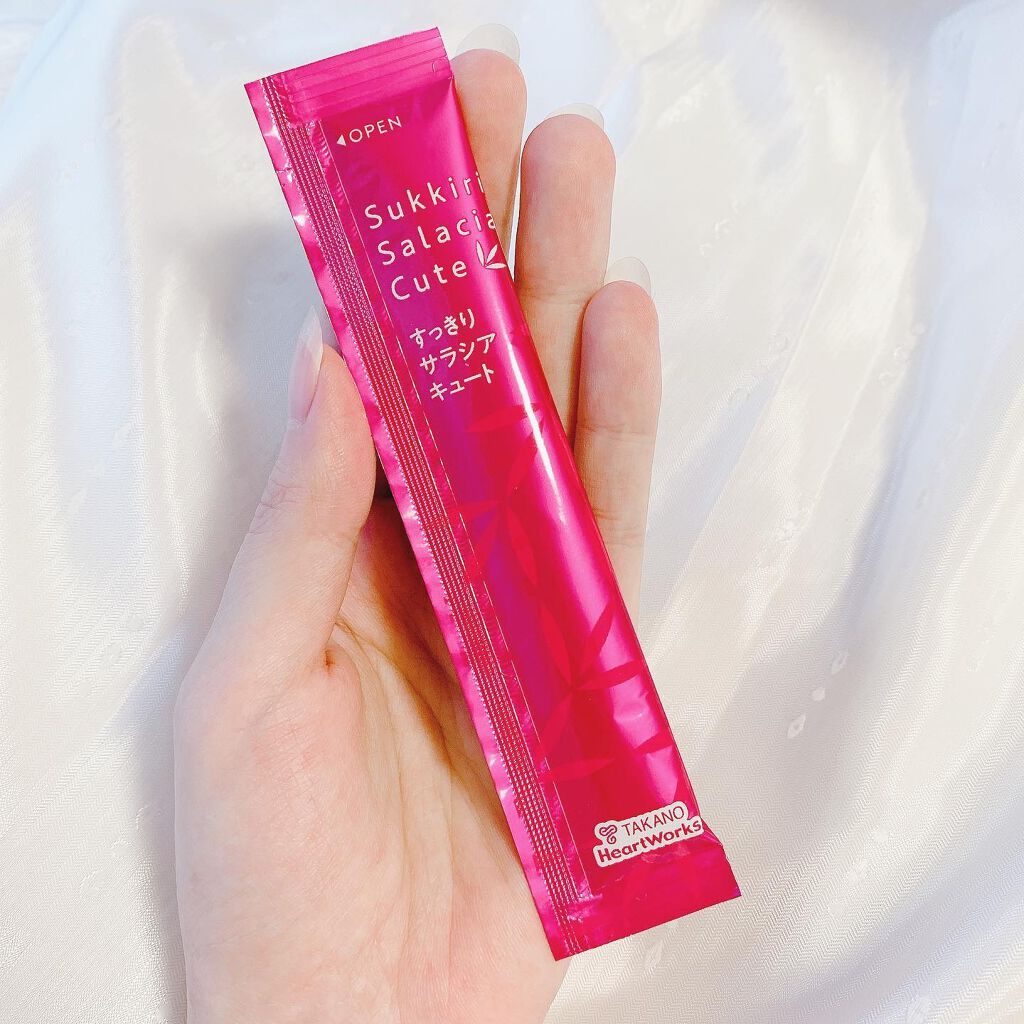 ◀OPEN
Sukkiri
Salacia
Cute
すっきり
サラシア
キュート
TAKANO
HeartWorks